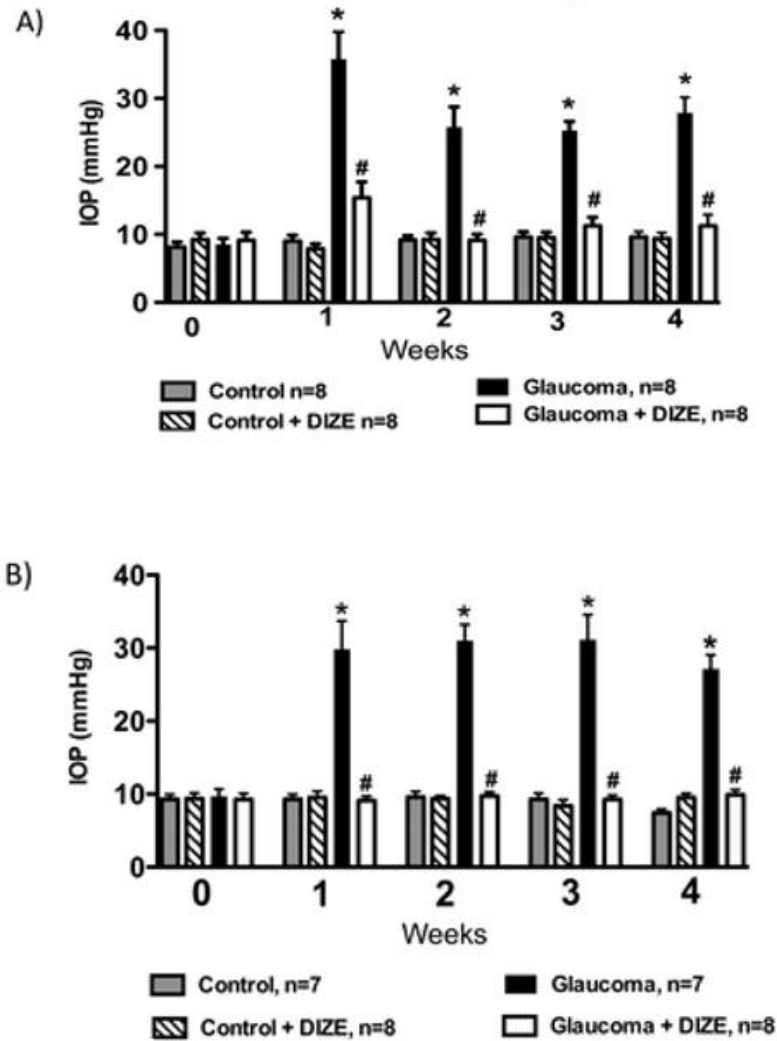 A)
*
40
*
*
*
30
IOP (mmHg)
20
#
#
#
#
10
0
0 1 2 3 4
Weeks
Control n=8
Glaucoma, n=8
Control + DIZE n=8
Glaucoma + DIZE, n=8
B)
40
*
*
*
*
30
IOP (mmHg)
20
#
#
#
#
10
0
0 1 2 3 4
Weeks
Control, n=7
Glaucoma, n=7
Control + DIZE, n=8
Glaucoma + DIZE, n=8